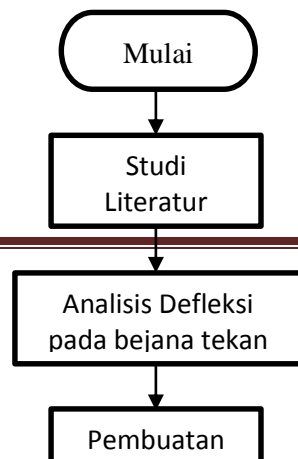 Mulai
Studi
Literatur
Analisis Defleksi
pada bejana tekan
Pembuatan